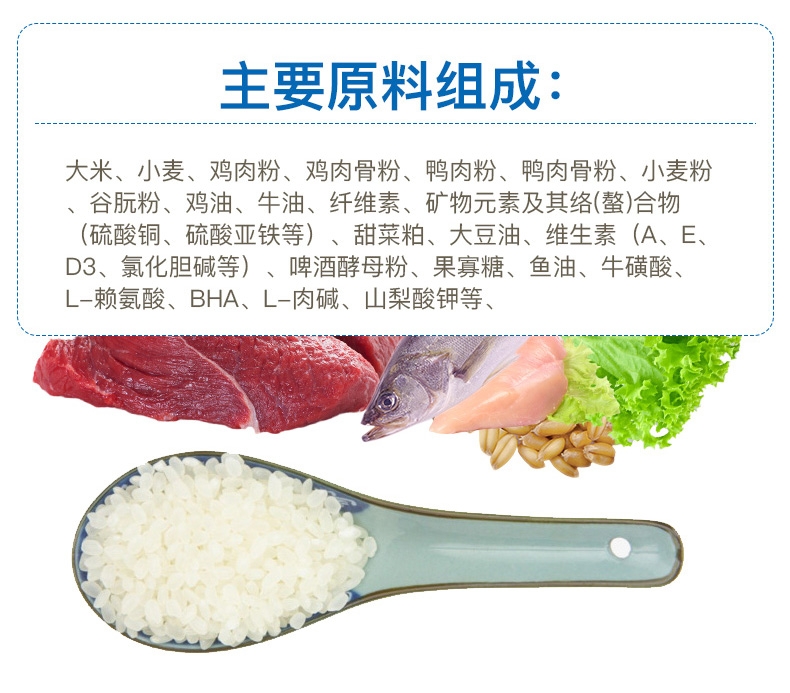 主要原料组成：
大米、小麦、鸡肉粉、鸡肉骨粉、鸭肉粉、鸭肉骨粉、小麦粉
、谷朊粉、鸡油、牛油、纤维素、矿物元素及其络(螯)合物
（硫酸铜、硫酸亚铁等）、甜菜粕、大豆油、维生素（A、E、
D3、氯化胆碱等）、啤酒酵母粉、果寡糖、鱼油、牛磺酸、
L-赖氨酸、BHA、L-肉碱、山梨酸钾等、